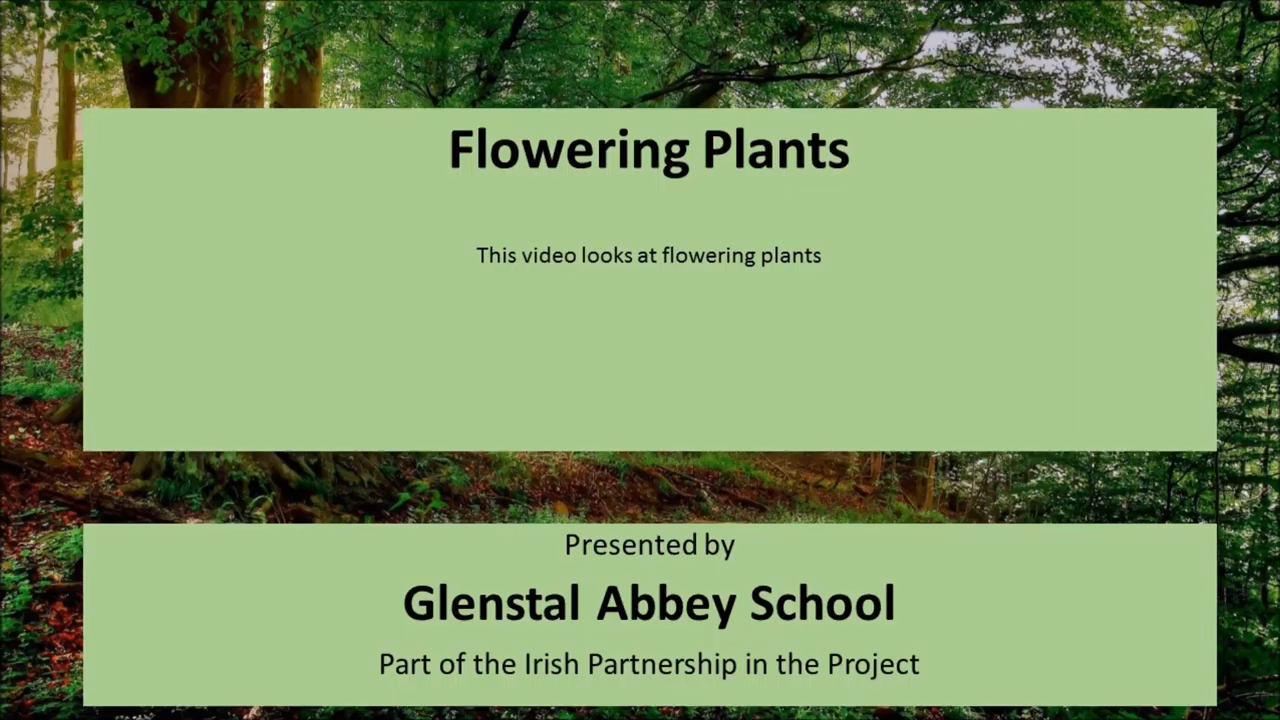 Flowering Plants
This video looks at flowering plants
Presented by
Glenstal Abbey School
Part of the Irish Partnership in the Project